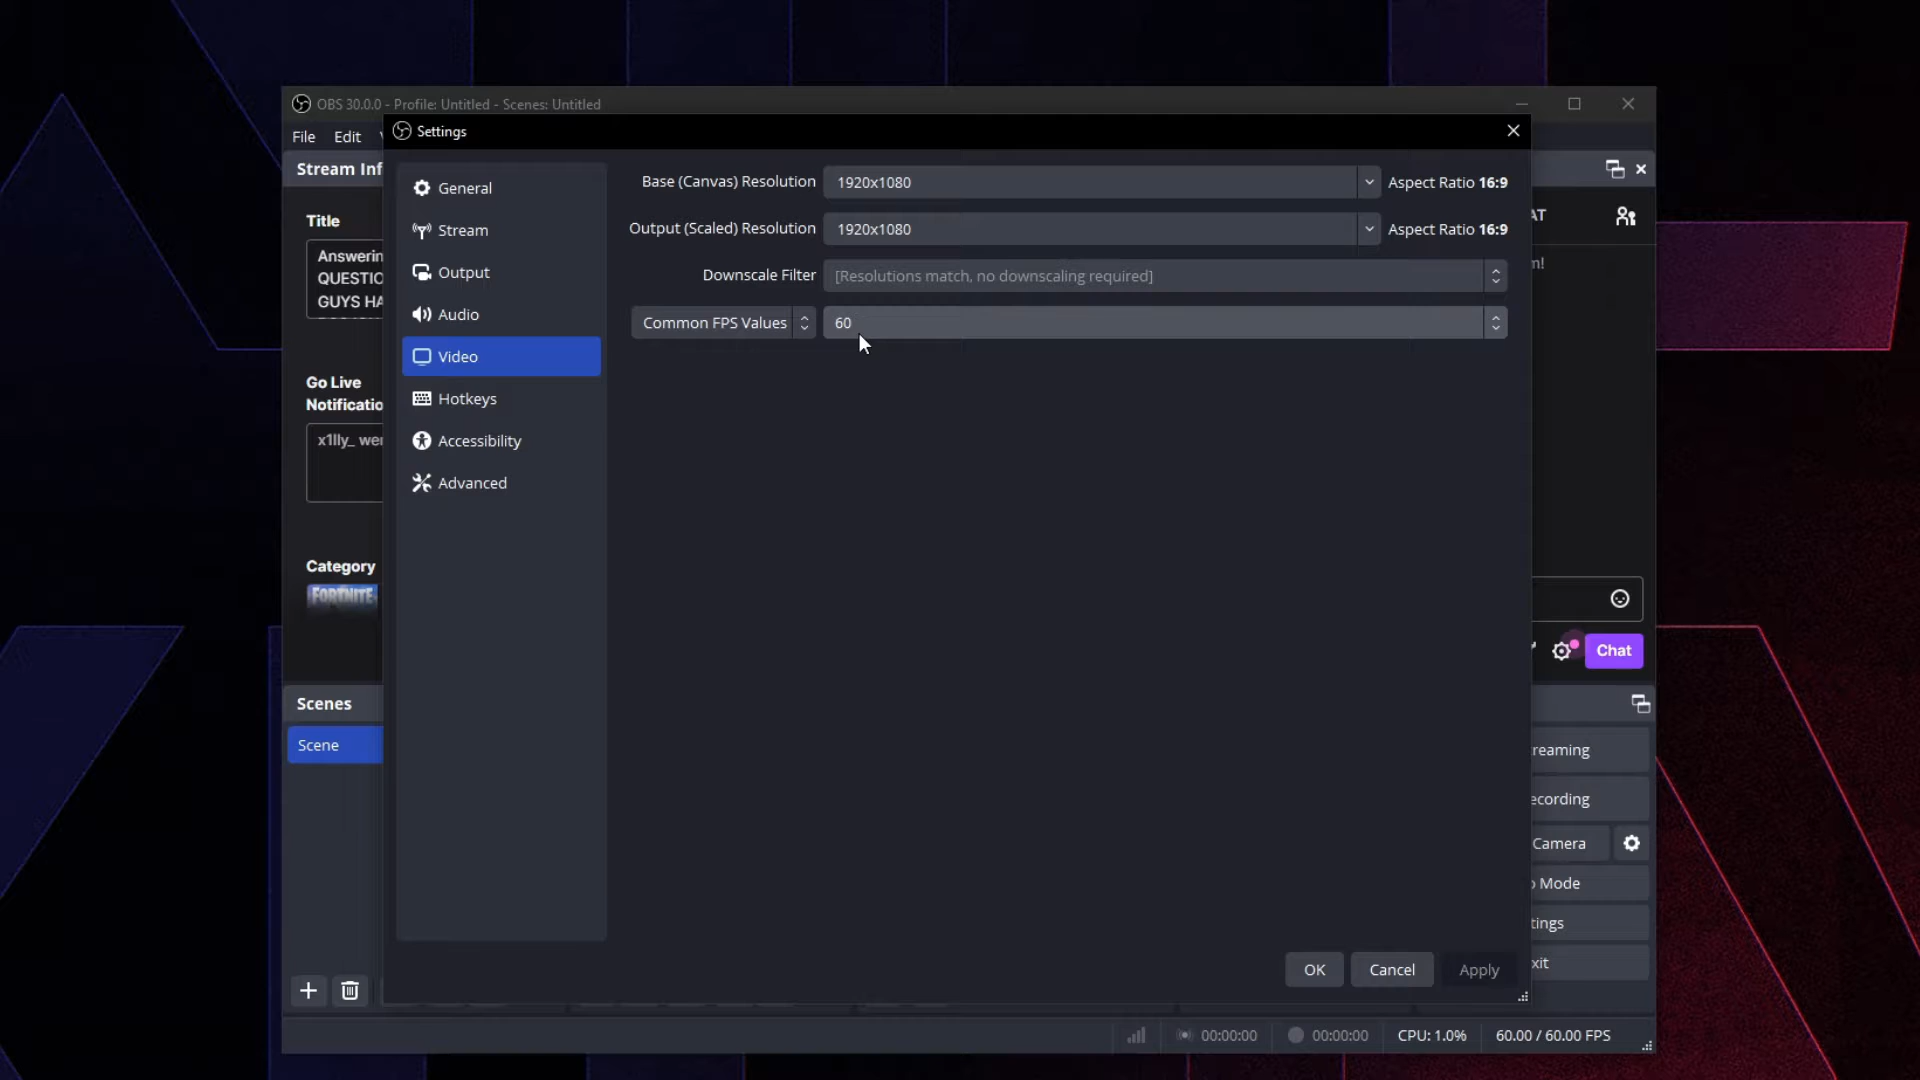 OBS 30.0.0 - Profile: Untitled - Scenes: Untitled
File Edit
Settings
Stream Inf
General
Stream
Output
Audio
Video
Hotkeys
Accessibility
Advanced
Base (Canvas) Resolution 1920x1080 Aspect Ratio 16:9
Output (Scaled) Resolution 1920x1080 Aspect Ratio 16:9
Downscale Filter [Resolutions match, no downscaling required]
Common FPS Values 60
Title
Answerin
QUESTIO
GUYS HA
Go Live
Notificatio
x1lly_ wer
Category
FORTNITE
AT
m!
Chat
Scenes
Scene
reaming
ecording
Camera
o Mode
tings
xit
OK Cancel Apply
00:00:00 00:00:00 CPU: 1.0% 60.00 / 60.00 FPS